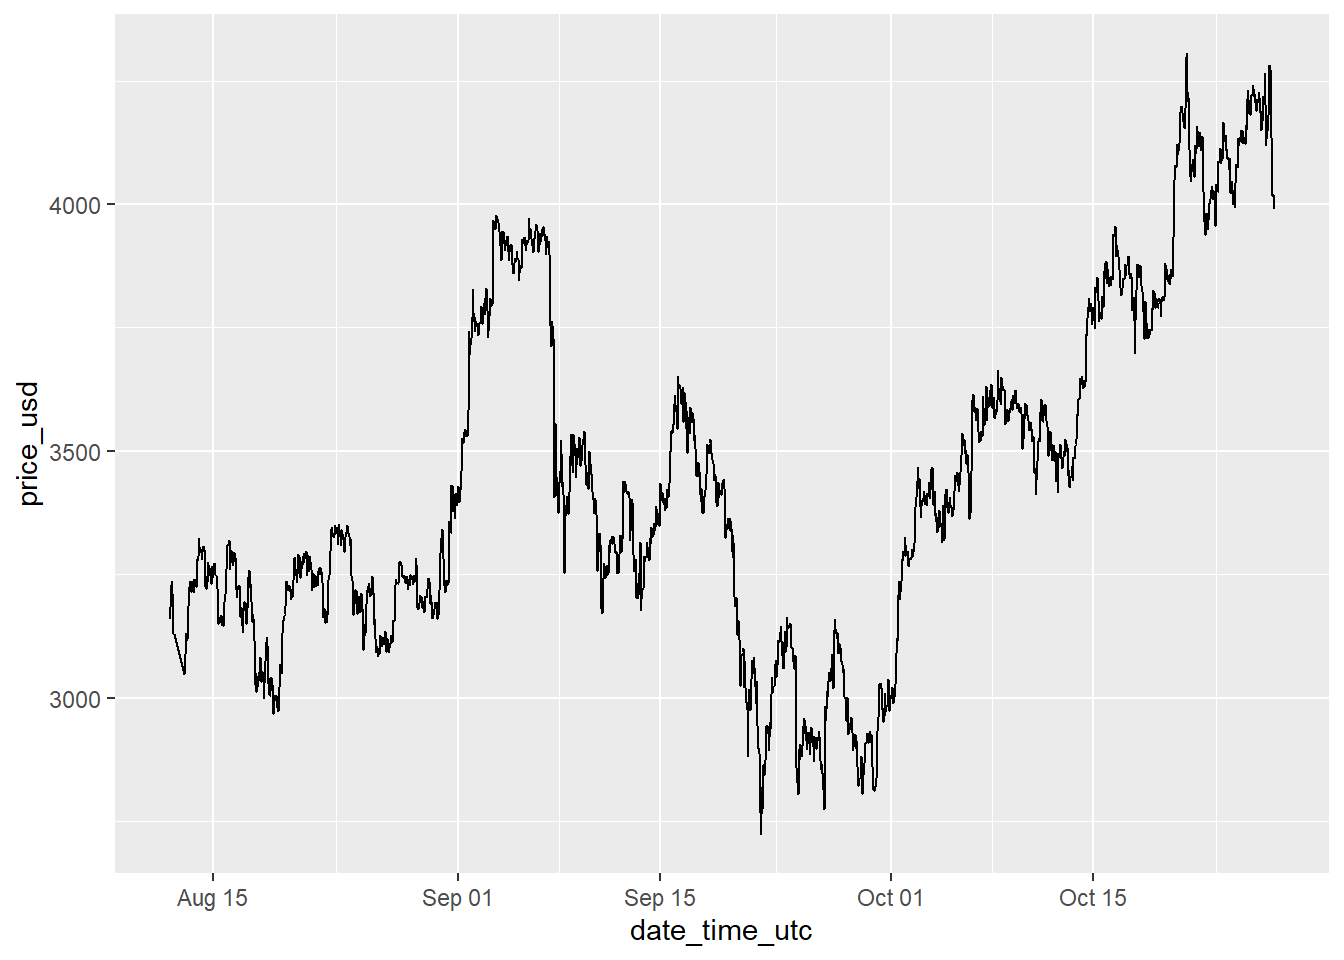 4000
3500
3000
price_usd
Aug 15
Sep 01
Sep 15
Oct 01
Oct 15
date_time_utc